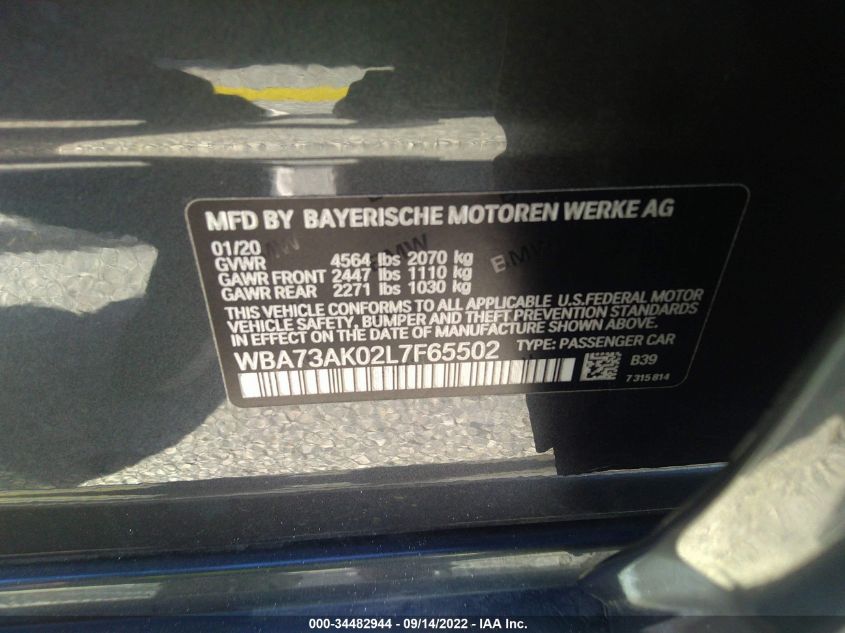 MFD BY BAYERISCHE MOTOREN WERKE AG
01/20
GVWR 4564 lbs 2070 kg
GAWR FRONT 2447 lbs 1110 kg
GAWR REAR 2271 lbs 1030 kg
THIS VEHICLE CONFORMS TO ALL APPLICABLE U.S.FEDERAL MOTOR
VEHICLE SAFETY, BUMPER AND THEFT PREVENTION STANDARDS
IN EFFECT ON THE DATE OF MANUFACTURE SHOWN ABOVE.
WBA73AK02L7F65502 TYPE: PASSENGER CAR
B39
7 315 814
BMW
BMW
000-34482944 - 09/14/2022 - IAA Inc.